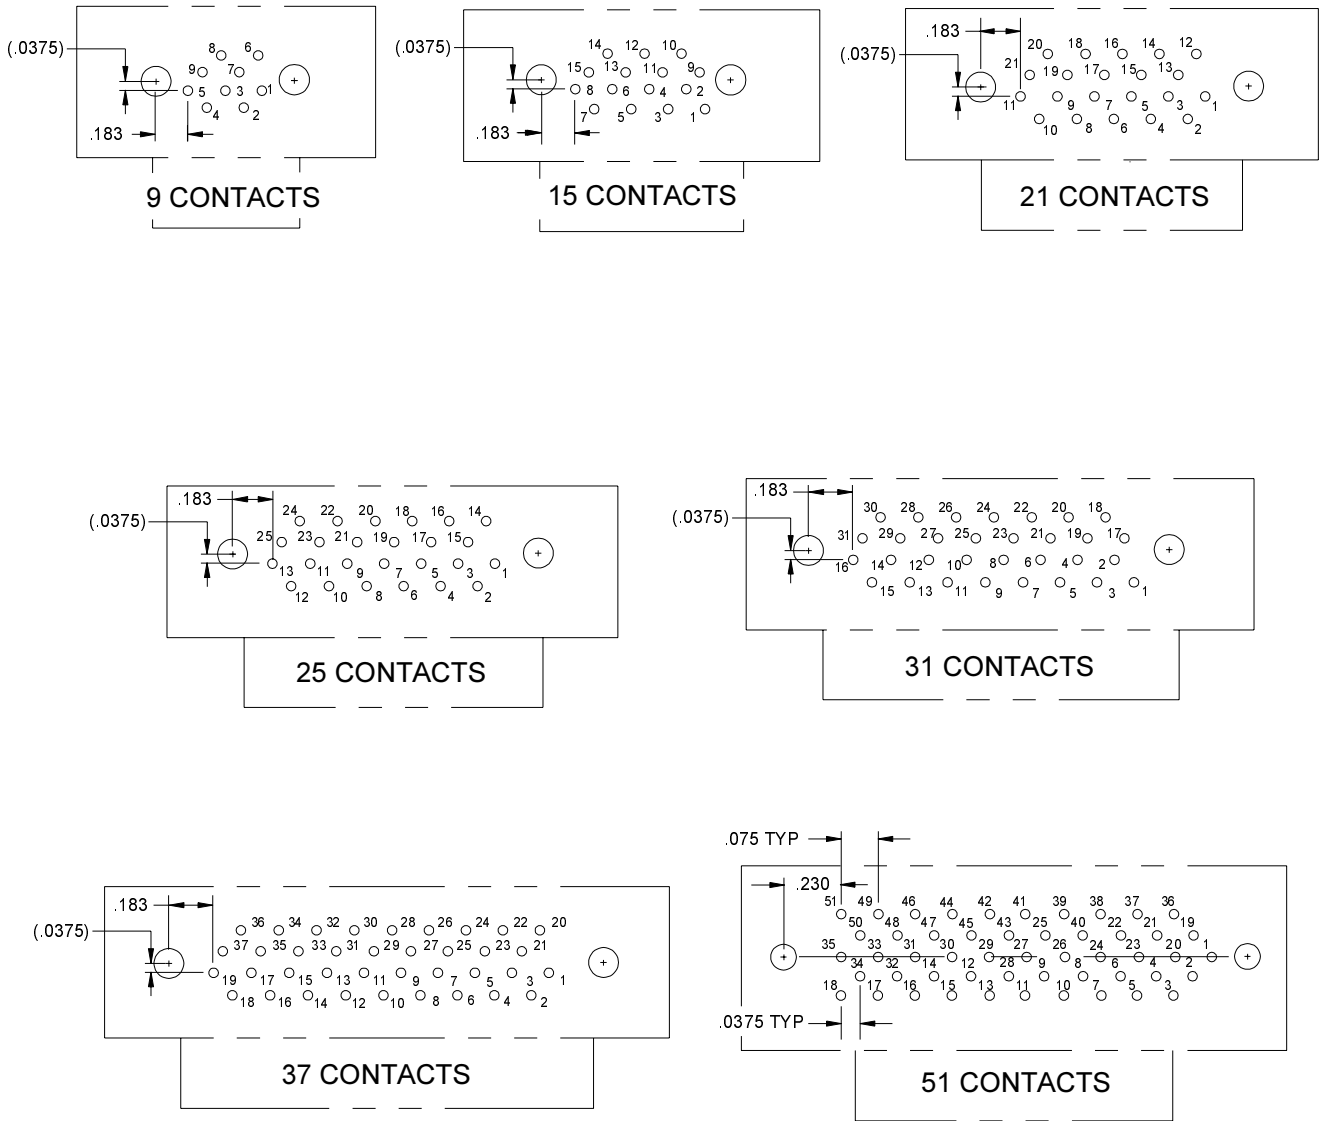 (.0375)
.183
8 6
9 7
5 3 1
4 2
9 CONTACTS
(.0375)
.183
14 12 10
15 13 11 9
8 6 4 2
7 5 3 1
15 CONTACTS
.183
(.0375)
20 18 16 14 12
21 19 17 15 13
11 9 7 5 3 1
10 8 6 4 2
21 CONTACTS
.183
(.0375)
24 22 20 18 16 14
25 23 21 19 17 15
13 11 9 7 5 3 1
12 10 8 6 4 2
25 CONTACTS
.183
(.0375)
30 28 26 24 22 20 18
31 29 27 25 23 21 19 17
16 14 12 10 8 6 4 2
15 13 11 9 7 5 3 1
31 CONTACTS
.183
(.0375)
36 34 32 30 28 26 24 22 20
37 35 33 31 29 27 25 23 21
19 17 15 13 11 9 7 5 3 1
18 16 14 12 10 8 6 4 2
37 CONTACTS
.075 TYP
.230
51 49 46 44 42 41 39 38 37 36
50 48 47 45 43 25 40 22 21 19
35 33 31 30 29 27 26 24 23 20 1
34 32 14 12 28 9 8 6 4 2
18 17 16 15 13 11 10 7 5 3
.0375 TYP
51 CONTACTS